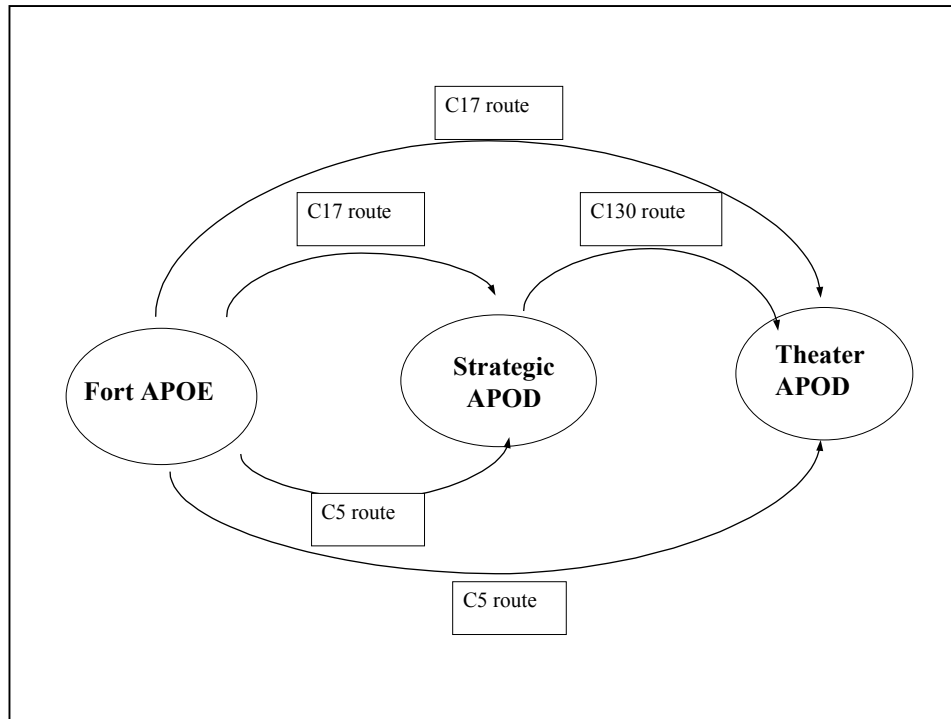 C17 route
C17 route
C130 route
Fort APOE
Strategic
APOD
Theater
APOD
C5 route
C5 route